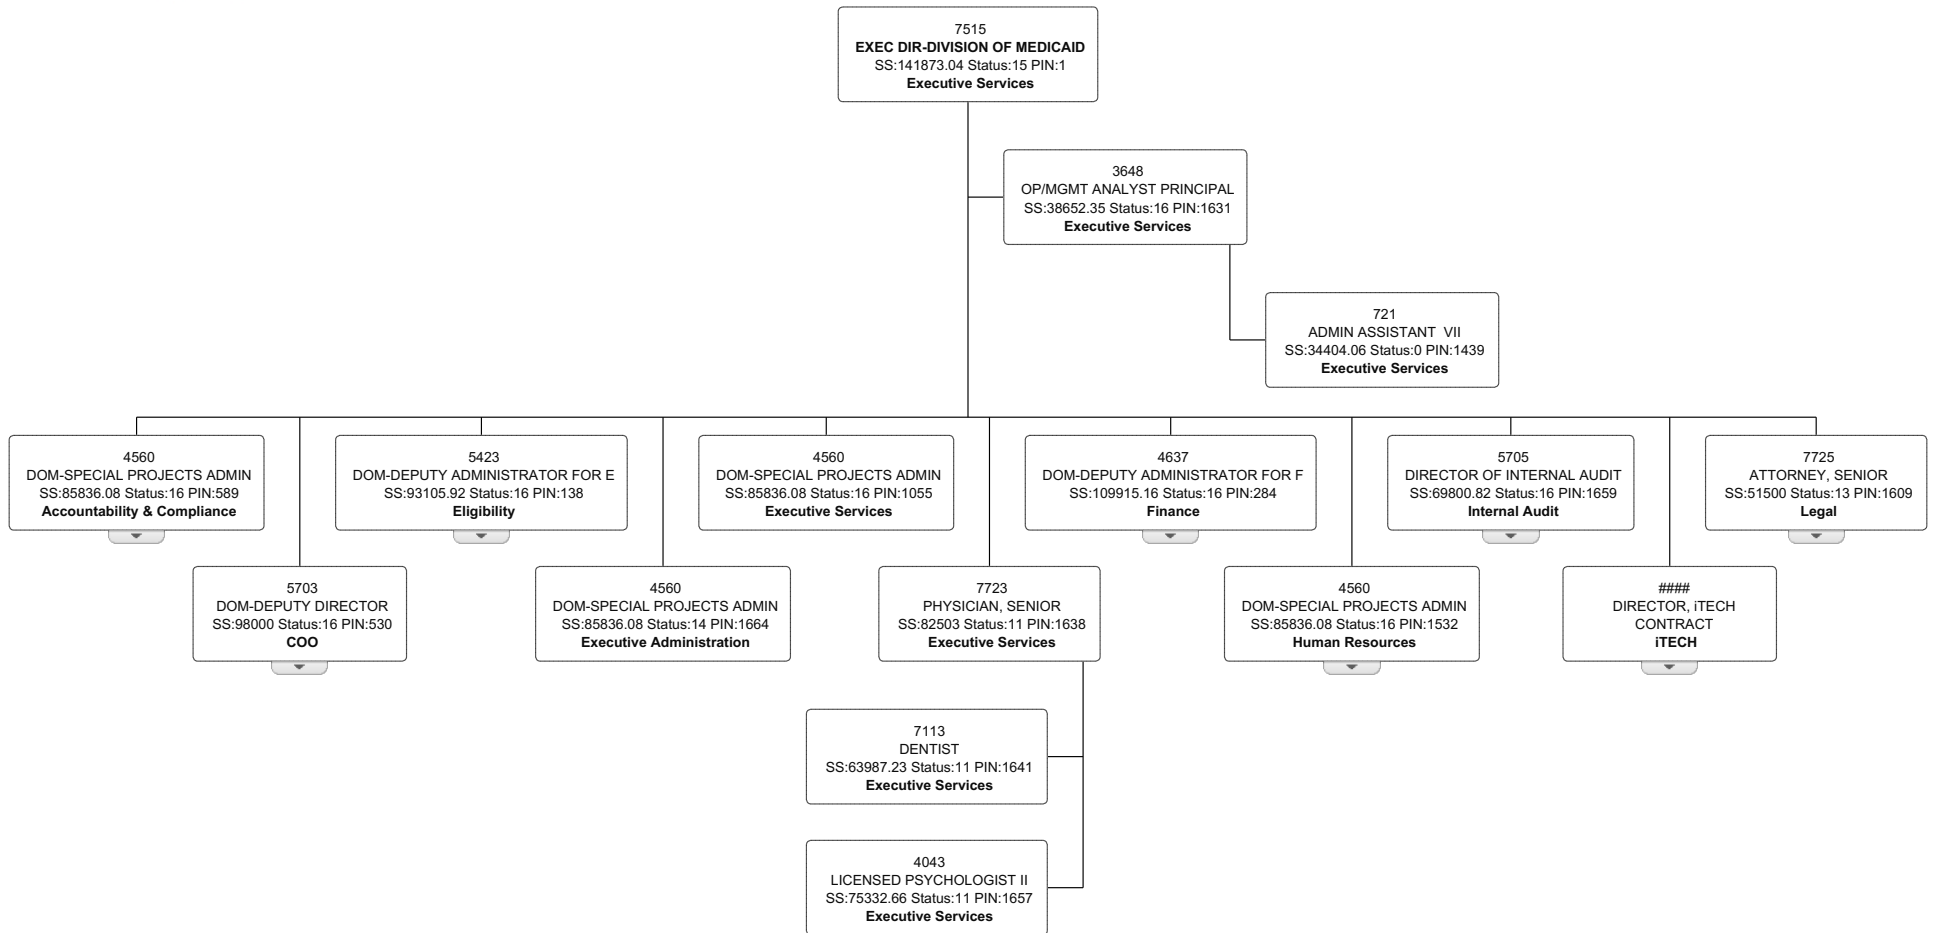 7515
EXEC DIR-DIVISION OF MEDICAID
SS:141873.04 Status:15 PIN:1
Executive Services
3648
OP/MGMT ANALYST PRINCIPAL
SS:38652.35 Status:16 PIN:1631
Executive Services
721
ADMIN ASSISTANT  VII
SS:34404.06 Status:0 PIN:1439
Executive Services
4560
DOM-SPECIAL PROJECTS ADMIN
SS:85836.08 Status:16 PIN:589
Accountability & Compliance
5423
DOM-DEPUTY ADMINISTRATOR FOR E
SS:93105.92 Status:16 PIN:138
Eligibility
4560
DOM-SPECIAL PROJECTS ADMIN
SS:85836.08 Status:16 PIN:1055
Executive Services
4637
DOM-DEPUTY ADMINISTRATOR FOR F
SS:109915.16 Status:16 PIN:284
Finance
5705
DIRECTOR OF INTERNAL AUDIT
SS:69800.82 Status:16 PIN:1659
Internal Audit
7725
ATTORNEY, SENIOR
SS:51500 Status:13 PIN:1609
Legal
5703
DOM-DEPUTY DIRECTOR
SS:98000 Status:16 PIN:530
COO
4560
DOM-SPECIAL PROJECTS ADMIN
SS:85836.08 Status:14 PIN:1664
Executive Administration
7723
PHYSICIAN, SENIOR
SS:82503 Status:11 PIN:1638
Executive Services
4560
DOM-SPECIAL PROJECTS ADMIN
SS:85836.08 Status:16 PIN:1532
Human Resources
####
DIRECTOR, iTECH
CONTRACT
iTECH
7113
DENTIST
SS:63987.23 Status:11 PIN:1641
Executive Services
4043
LICENSED PSYCHOLOGIST II
SS:75332.66 Status:11 PIN:1657
Executive Services